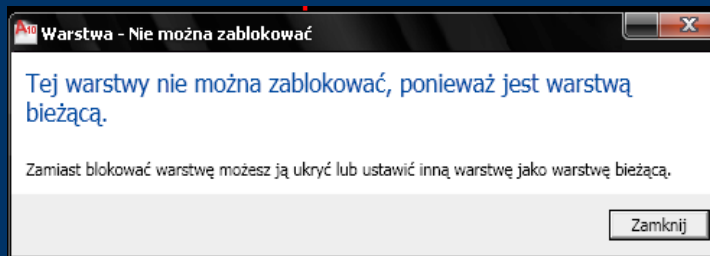 A10 Warstwa - Nie można zablokować
Tej warstwy nie można zablokować, ponieważ jest warstwą
bieżącą.
Zamiast blokować warstwę możesz ją ukryć lub ustawić inną warstwę jako warstwę bieżącą.
Zamknij